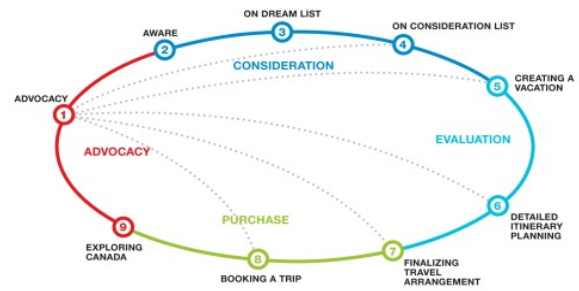 ON DREAM LIST
AWARE
ON CONSIDERATION LIST
3
2
4
CONSIDERATION
5
CREATING A
VACATION
ADVOCACY
1
EVALUATION
ADVOCACY
6
DETAILED
ITINERARY
PLANNING
PURCHASE
9
EXPLORING
CANADA
8
BOOKING A TRIP
7
FINALIZING
TRAVEL
ARRANGEMENT